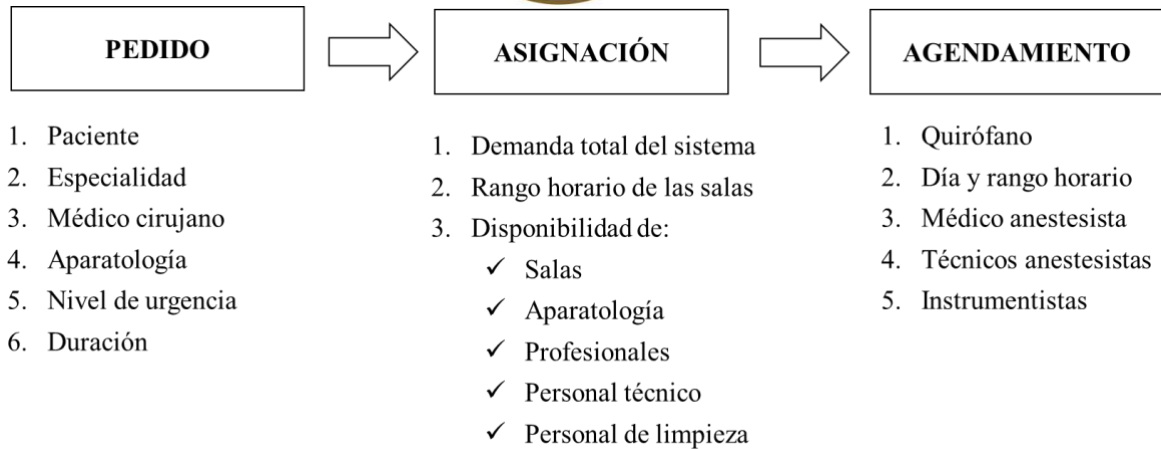 PEDIDO
1. Paciente
2. Especialidad
3. Médico cirujano
4. Aparatología
5. Nivel de urgencia
6. Duración
ASIGNACIÓN
1. Demanda total del sistema
2. Rango horario de las salas
3. Disponibilidad de:
✓ Salas
✓ Aparatología
✓ Profesionales
✓ Personal técnico
✓ Personal de limpieza
AGENDAMIENTO
1. Quirófano
2. Día y rango horario
3. Médico anestesista
4. Técnicos anestesistas
5. Instrumentistas